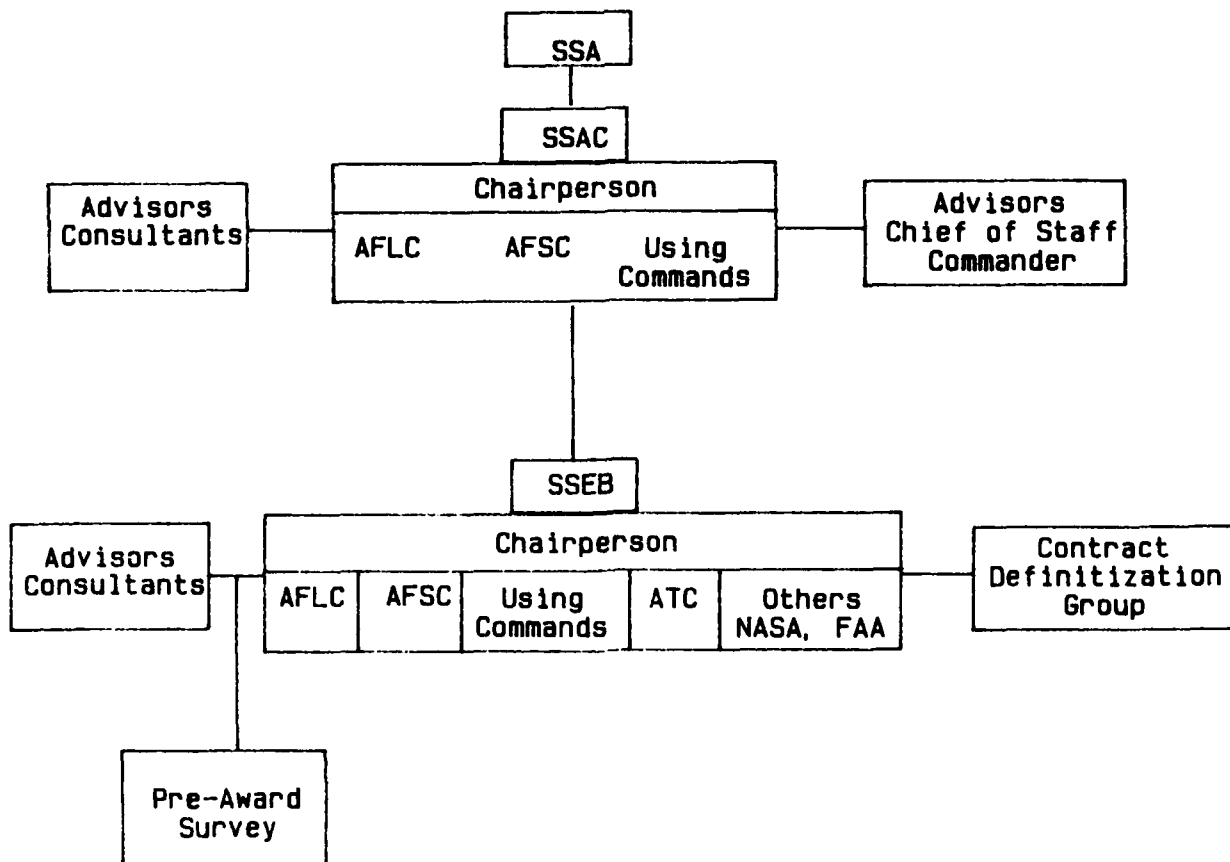 SSA
SSAC
Chairperson
Advisors
Consultants
AFLC AFSC Using
Commands
Advisors
Chief of Staff
Commander
SSEB
Chairperson
Advisors
Consultants
AFLC AFSC Using
Commands
ATC Others
NASA, FAA
Contract
Definitization
Group
Pre-Award
Survey